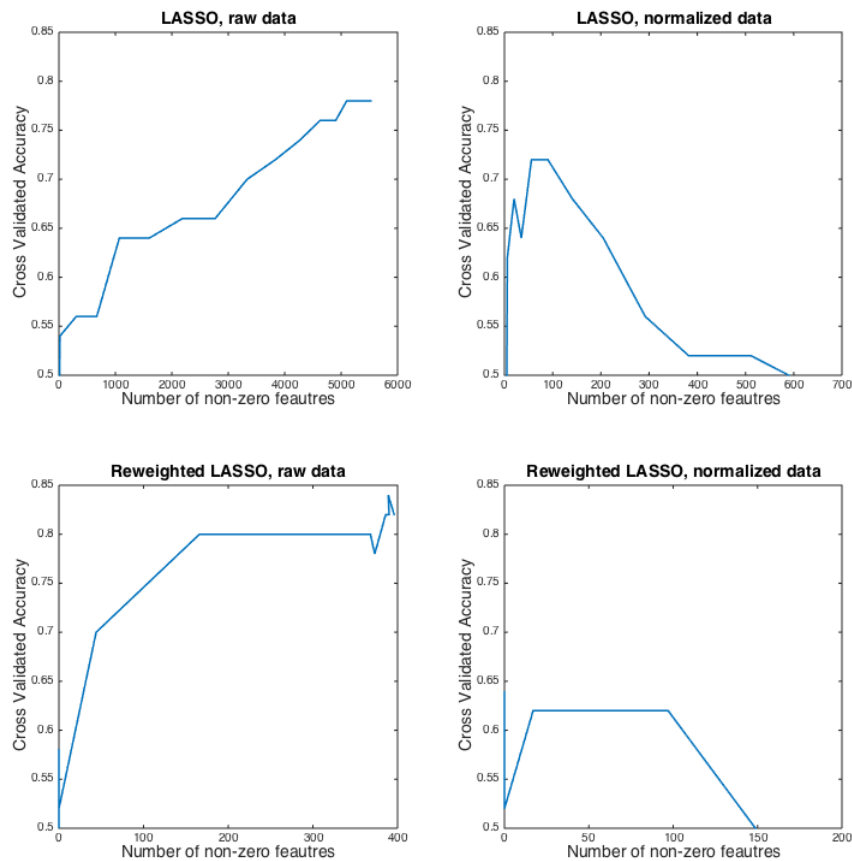 LASSO, raw data
0.85
0.8
0.75
0.7
0.65
0.6
0.55
0.5
Cross Validated Accuracy
0 1000 2000 3000 4000 5000 6000
Number of non-zero feautres
LASSO, normalized data
0.85
0.8
0.75
0.7
0.65
0.6
0.55
0.5
Cross Validated Accuracy
0 100 200 300 400 500 600 700
Number of non-zero feautres
Reweighted LASSO, raw data
0.85
0.8
0.75
0.7
0.65
0.6
0.55
0.5
Cross Validated Accuracy
0 100 200 300 400
Number of non-zero feautres
Reweighted LASSO, normalized data
0.85
0.8
0.75
0.7
0.65
0.6
0.55
0.5
Cross Validated Accuracy
0 50 100 150 200
Number of non-zero feautres